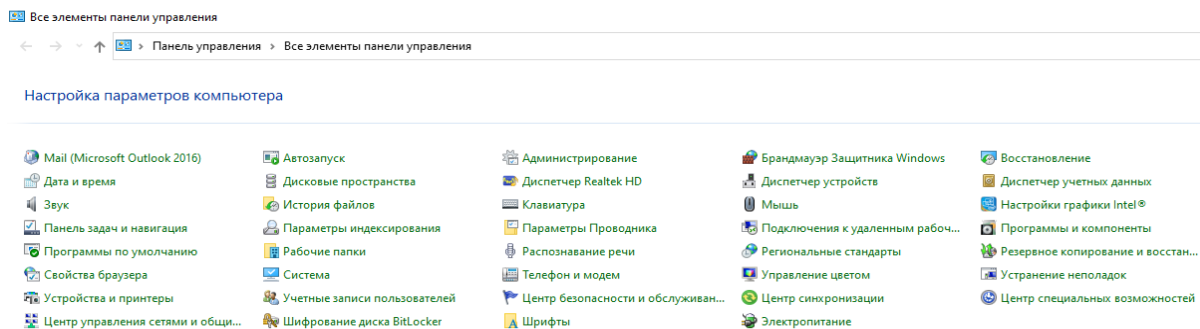 Все элементы панели управления
Панель управления > Все элементы панели управления
Настройка параметров компьютера
Mail (Microsoft Outlook 2016) Автозапуск Администрирование Брандмауэр Защитника Windows Восстановление
Дата и время Дисковые пространства Диспетчер Realtek HD Диспетчер устройств Диспетчер учетных данных
Звук История файлов Клавиатура Мышь Настройки графики Intel®
Панель задач и навигация Параметры индексирования Параметры Проводника Подключения к удаленным рабоч... Программы и компоненты
Программы по умолчанию Рабочие папки Распознавание речи Региональные стандарты Резервное копирование и восстан...
Свойства браузера Система Телефон и модем Управление цветом Устранение неполадок
Устройства и принтеры Учетные записи пользователей Центр безопасности и обслуживан... Центр синхронизации Центр специальных возможностей
Центр управления сетями и общи... Шифрование диска BitLocker Шрифты Электропитание